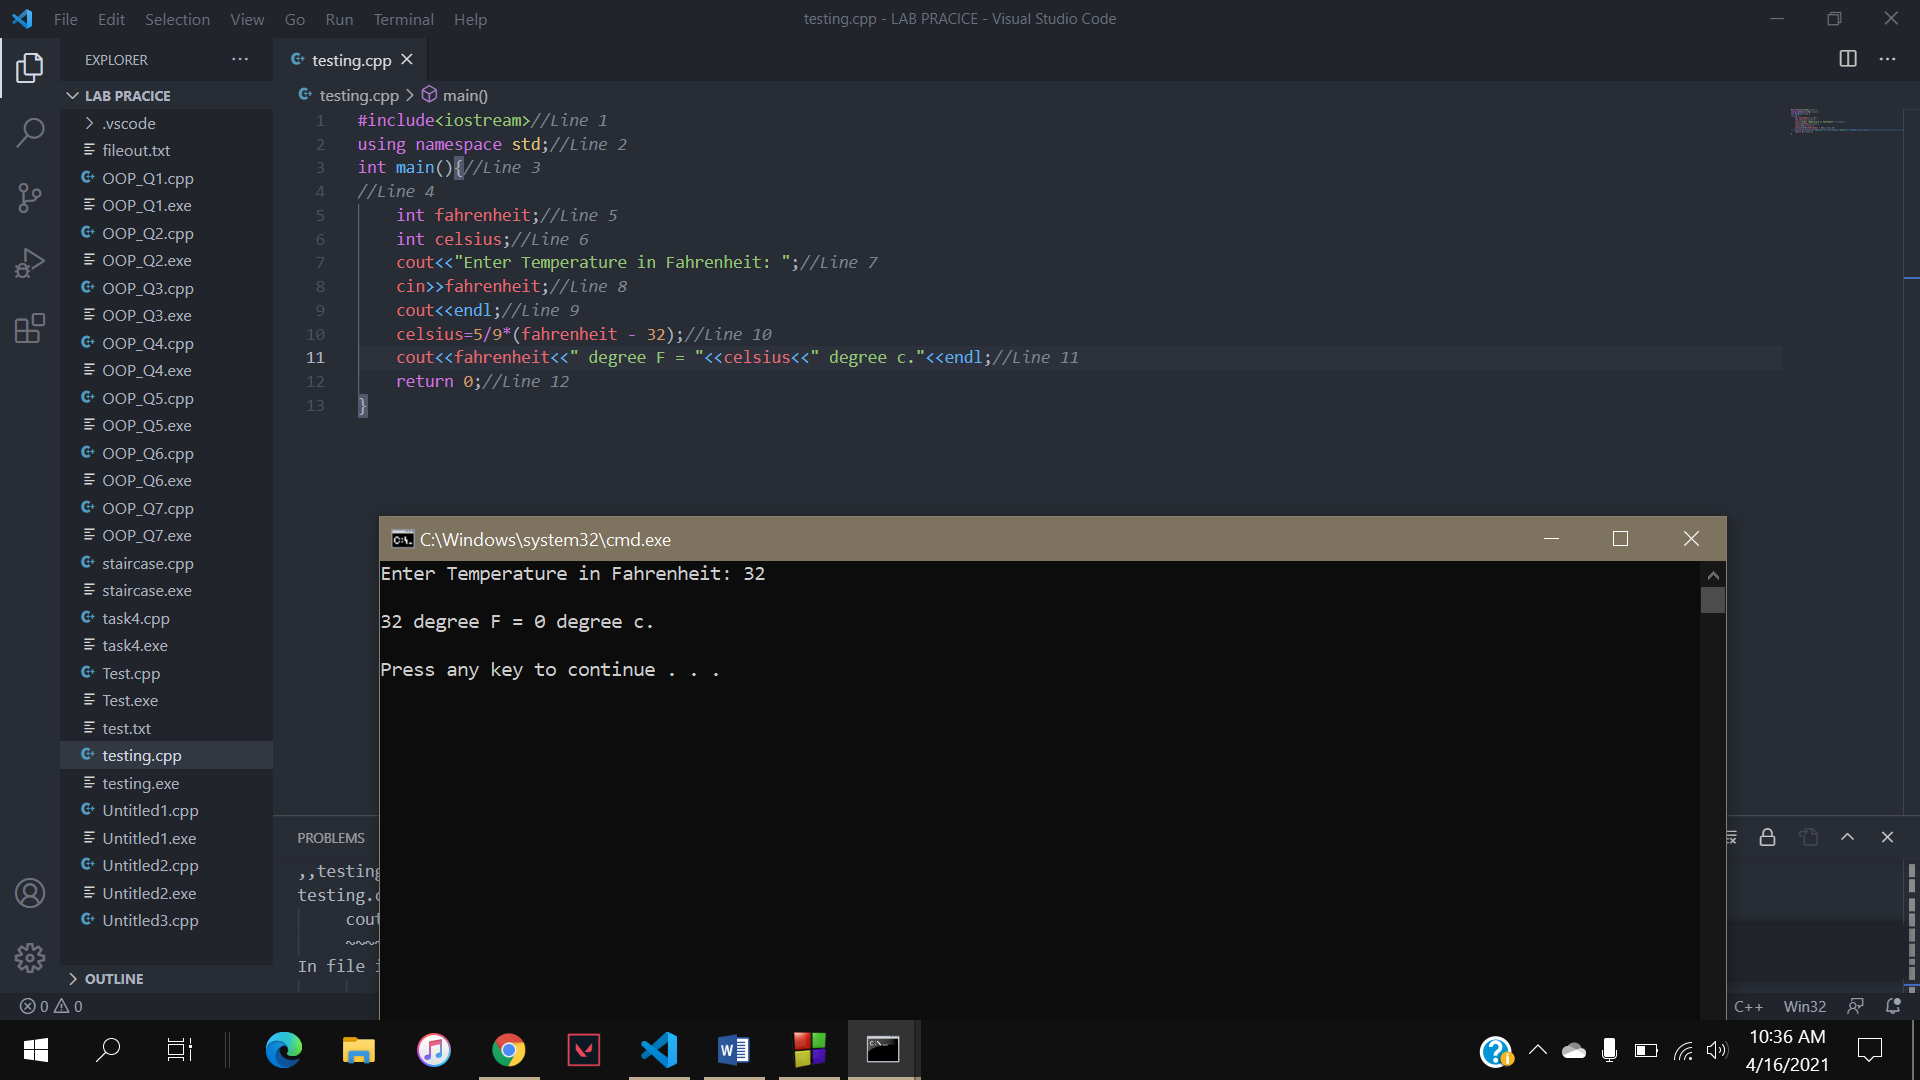 File Edit Selection View Go Run Terminal Help
testing.cpp - LAB PRACICE - Visual Studio Code
EXPLORER
LAB PRACICE
.vscode
fileout.txt
OOP_Q1.cpp
OOP_Q1.exe
OOP_Q2.cpp
OOP_Q2.exe
OOP_Q3.cpp
OOP_Q3.exe
OOP_Q4.cpp
OOP_Q4.exe
OOP_Q5.cpp
OOP_Q5.exe
OOP_Q6.cpp
OOP_Q6.exe
OOP_Q7.cpp
OOP_Q7.exe
staircase.cpp
staircase.exe
task4.cpp
task4.exe
Test.cpp
Test.exe
test.txt
testing.cpp
testing.exe
Untitled1.cpp
Untitled1.exe
Untitled2.cpp
Untitled2.exe
Untitled3.cpp
OUTLINE
testing.cpp
testing.cpp > main()
1 #include<iostream>//Line 1
2 using namespace std;//Line 2
3 int main(){//Line 3
4 //Line 4
5 int fahrenheit;//Line 5
6 int celsius;//Line 6
7 cout<<"Enter Temperature in Fahrenheit: ";//Line 7
8 cin>>fahrenheit;//Line 8
9 cout<<endl;//Line 9
10 celsius=5/9*(fahrenheit - 32);//Line 10
11 cout<<fahrenheit<<" degree F = "<<celsius<<" degree c."<<endl;//Line 11
12 return 0;//Line 12
13 }
C:\Windows\system32\cmd.exe
Enter Temperature in Fahrenheit: 32
32 degree F = 0 degree c.
Press any key to continue . . .
PROBLEMS
,,testing
testing.c
cout
~~~~
In file i
0 0
C++ Win32
10:36 AM
4/16/2021